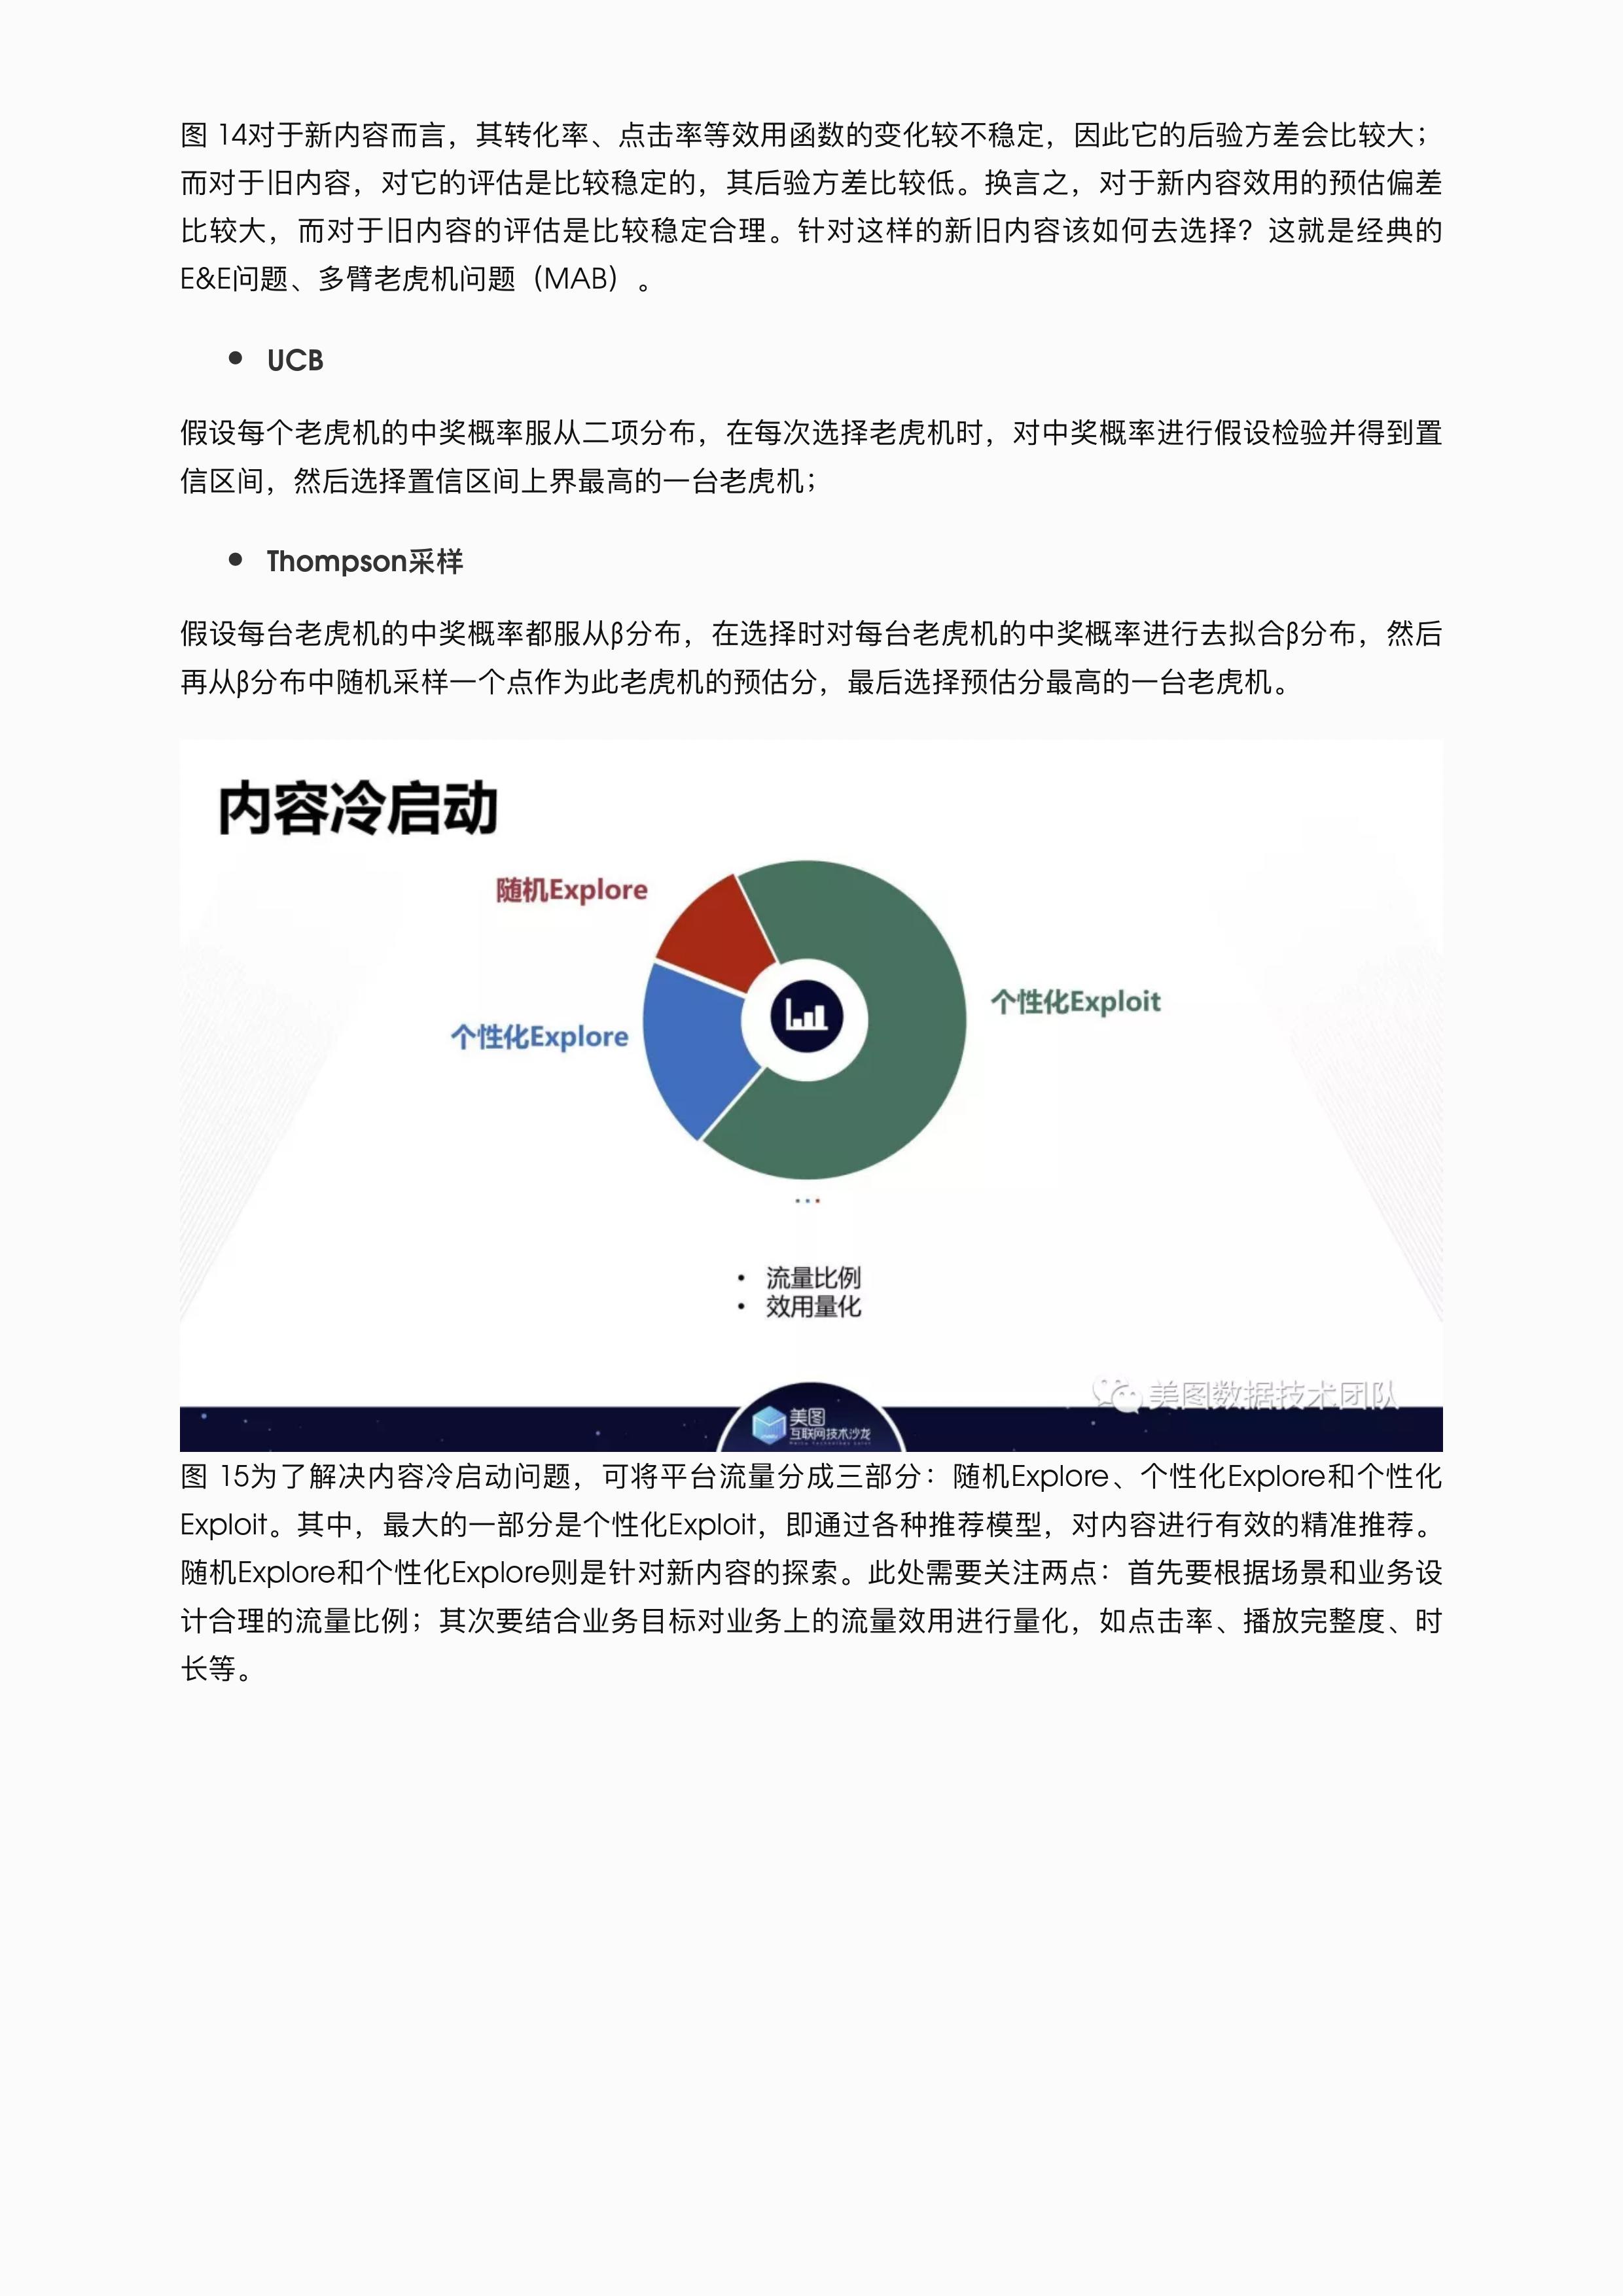 图 14对于新内容而言，其转化率、点击率等效用函数的变化较不稳定，因此它的后验方差会比较大；
而对于旧内容，对它的评估是比较稳定的，其后验方差比较低。换言之，对于新内容效用的预估偏差
比较大，而对于旧内容的评估是比较稳定合理。针对这样的新旧内容该如何去选择？这就是经典的
E&E问题、多臂老虎机问题（MAB）。
• UCB
假设每个老虎机的中奖概率服从二项分布，在每次选择老虎机时，对中奖概率进行假设检验并得到置
信区间，然后选择置信区间上界最高的一台老虎机；
• Thompson采样
假设每台老虎机的中奖概率都服从β分布，在选择时对每台老虎机的中奖概率进行去拟合β分布，然后
再从β分布中随机采样一个点作为此老虎机的预估分，最后选择预估分最高的一台老虎机。
内容冷启动
随机Explore
个性化Exploit
个性化Explore
• 流量比例
• 效用量化
美图数据技术团队
美图
互联网技术沙龙
图 15为了解决内容冷启动问题，可将平台流量分成三部分：随机Explore、个性化Explore和个性化
Exploit。其中，最大的一部分是个性化Exploit，即通过各种推荐模型，对内容进行有效的精准推荐。
随机Explore和个性化Explore则是针对新内容的探索。此处需要关注两点：首先要根据场景和业务设
计合理的流量比例；其次要结合业务目标对业务上的流量效用进行量化，如点击率、播放完整度、时
长等。